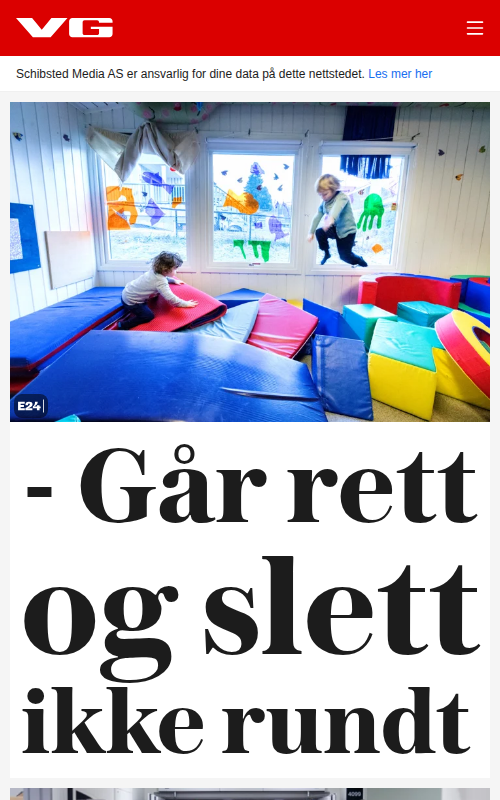 VG
Schibsted Media AS er ansvarlig for dine data på dette nettstedet. Les mer her
E24
- Går rett
og slett
ikke rundt